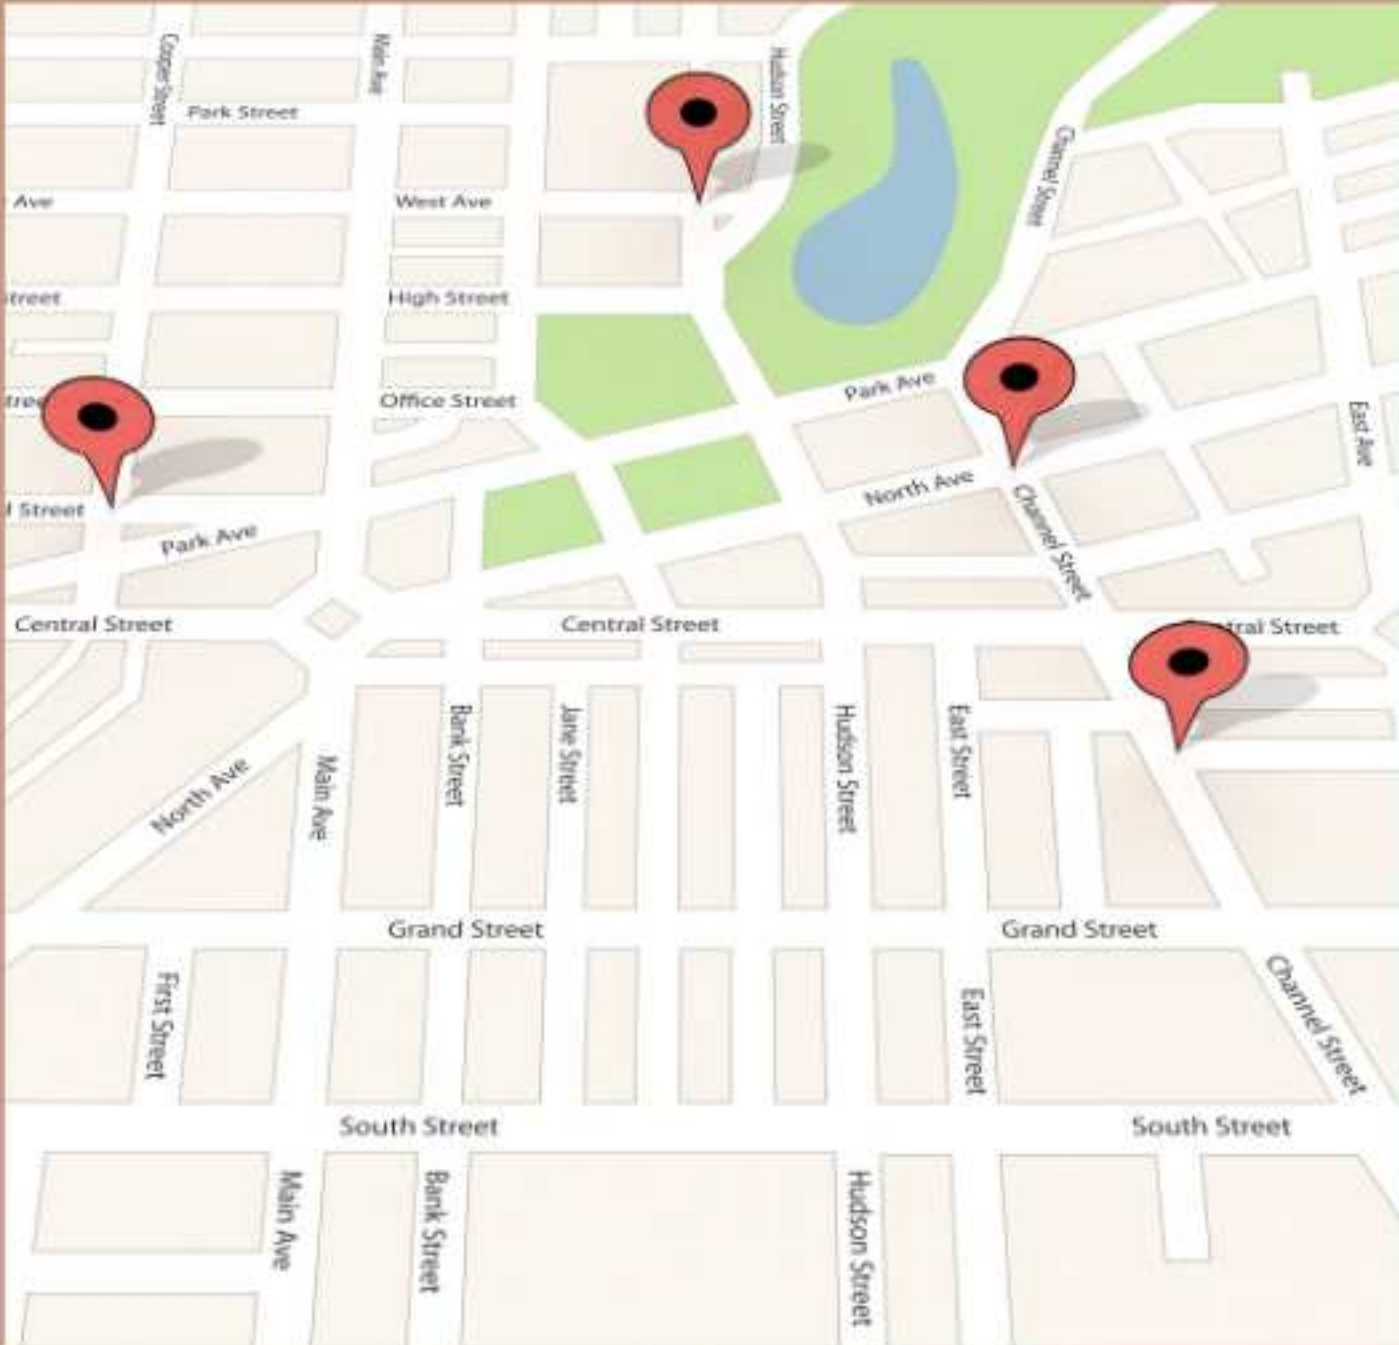 Cooper Street
Main Ave
Hudson Street
Park Street
Channel Street
Ave
West Ave
High Street
Park Ave
Office Street
East Ave
North Ave
Channel Street
Street
Park Ave
Central Street
Central Street
tral Street
Bank Street
Jane Street
Hudson Street
East Street
Main Ave
North Ave
Grand Street
Grand Street
First Street
East Street
Channel Street
South Street
South Street
Main Ave
Bank Street
Hudson Street